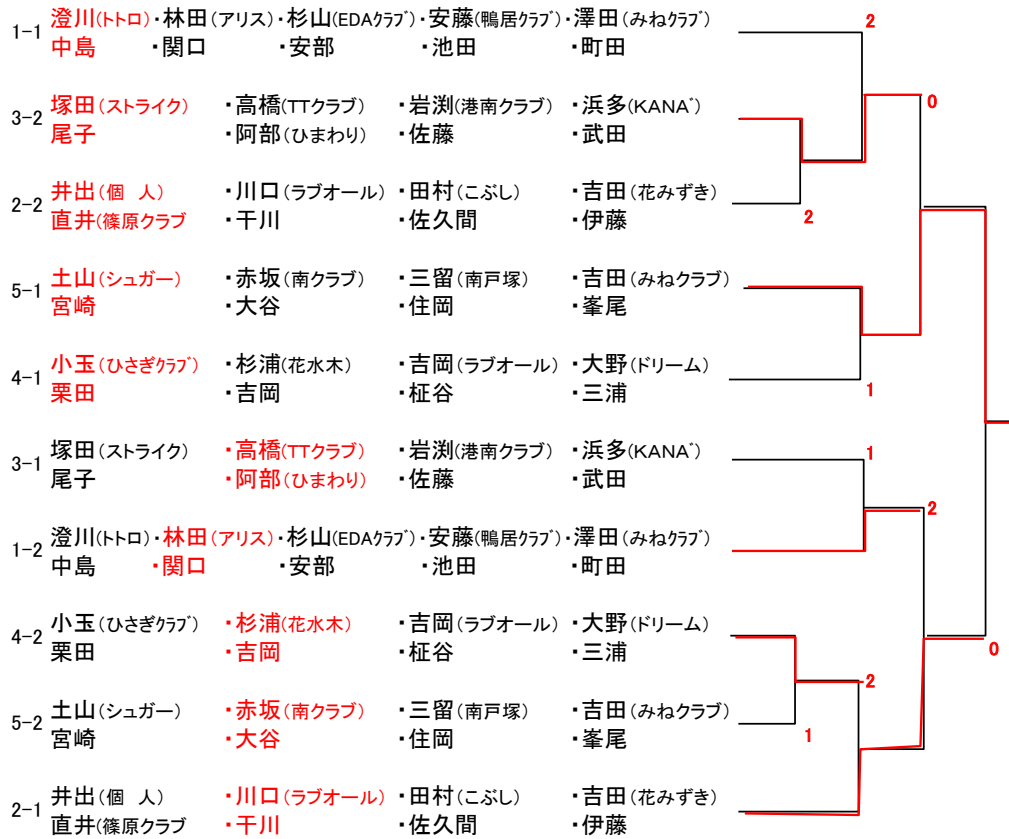 1-1 澄川(トトロ)・林田(アリス)・杉山(EDAクラブ)・安藤(鴨居クラブ)・澤田(みねクラブ) 2
中島 ・関口 ・安部 ・池田 ・町田
3-2 塚田(ストライク) ・高橋(TTクラブ) ・岩渕(港南クラブ) ・浜多(KANA゛) 0
尾子 ・阿部(ひまわり) ・佐藤 ・武田
2-2 井出(個 人) ・川口(ラブオール) ・田村(こぶし) ・吉田(花みずき)
直井(篠原クラブ ・干川 ・佐久間 ・伊藤 2
5-1 土山(シュガー) ・赤坂(南クラブ) ・三留(南戸塚) ・吉田(みねクラブ)
宮崎 ・大谷 ・住岡 ・峯尾
4-1 小玉(ひさぎクラブ) ・杉浦(花水木) ・吉岡(ラブオール) ・大野(ドリーム)
栗田 ・吉岡 ・柾谷 ・三浦 1
3-1 塚田(ストライク) ・高橋(TTクラブ) ・岩渕(港南クラブ) ・浜多(KANA゛) 1
尾子 ・阿部(ひまわり) ・佐藤 ・武田 2
1-2 澄川(トトロ)・林田(アリス)・杉山(EDAクラブ)・安藤(鴨居クラブ)・澤田(みねクラブ)
中島 ・関口 ・安部 ・池田 ・町田
4-2 小玉(ひさぎクラブ) ・杉浦(花水木) ・吉岡(ラブオール) ・大野(ドリーム)
栗田 ・吉岡 ・柾谷 ・三浦 0
5-2 土山(シュガー) ・赤坂(南クラブ) ・三留(南戸塚) ・吉田(みねクラブ) 2
宮崎 ・大谷 ・住岡 ・峯尾 1
2-1 井出(個 人) ・川口(ラブオール) ・田村(こぶし) ・吉田(花みずき)
直井(篠原クラブ ・干川 ・佐久間 ・伊藤